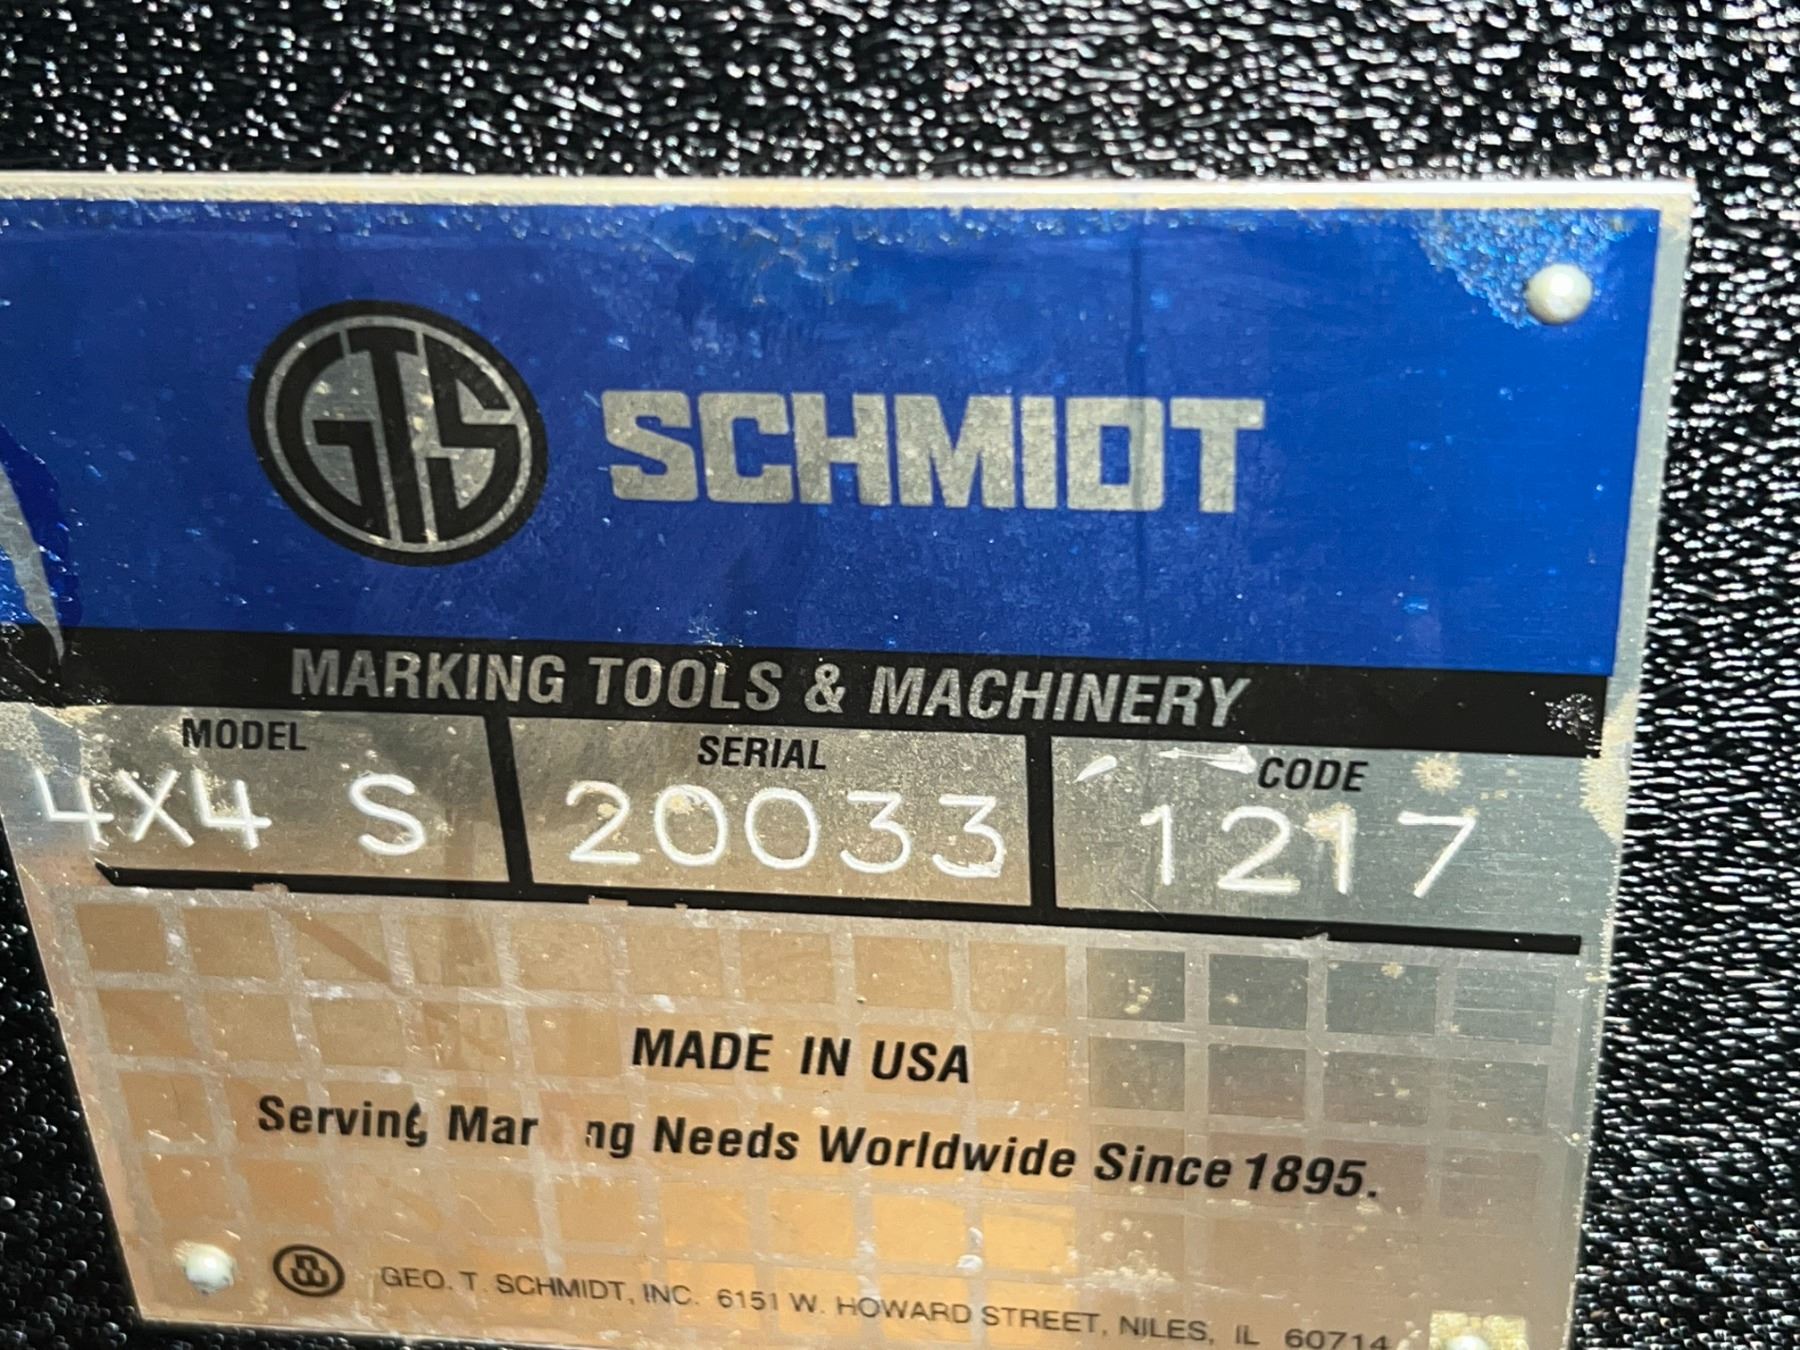 GTS SCHMIDT
MARKING TOOLS & MACHINERY
MODEL SERIAL CODE
4X4 S 20033 1217
MADE IN USA
Serving Mar ng Needs Worldwide Since 1895.
GEO. T. SCHMIDT, INC. 6151 W. HOWARD STREET, NILES, IL 60714